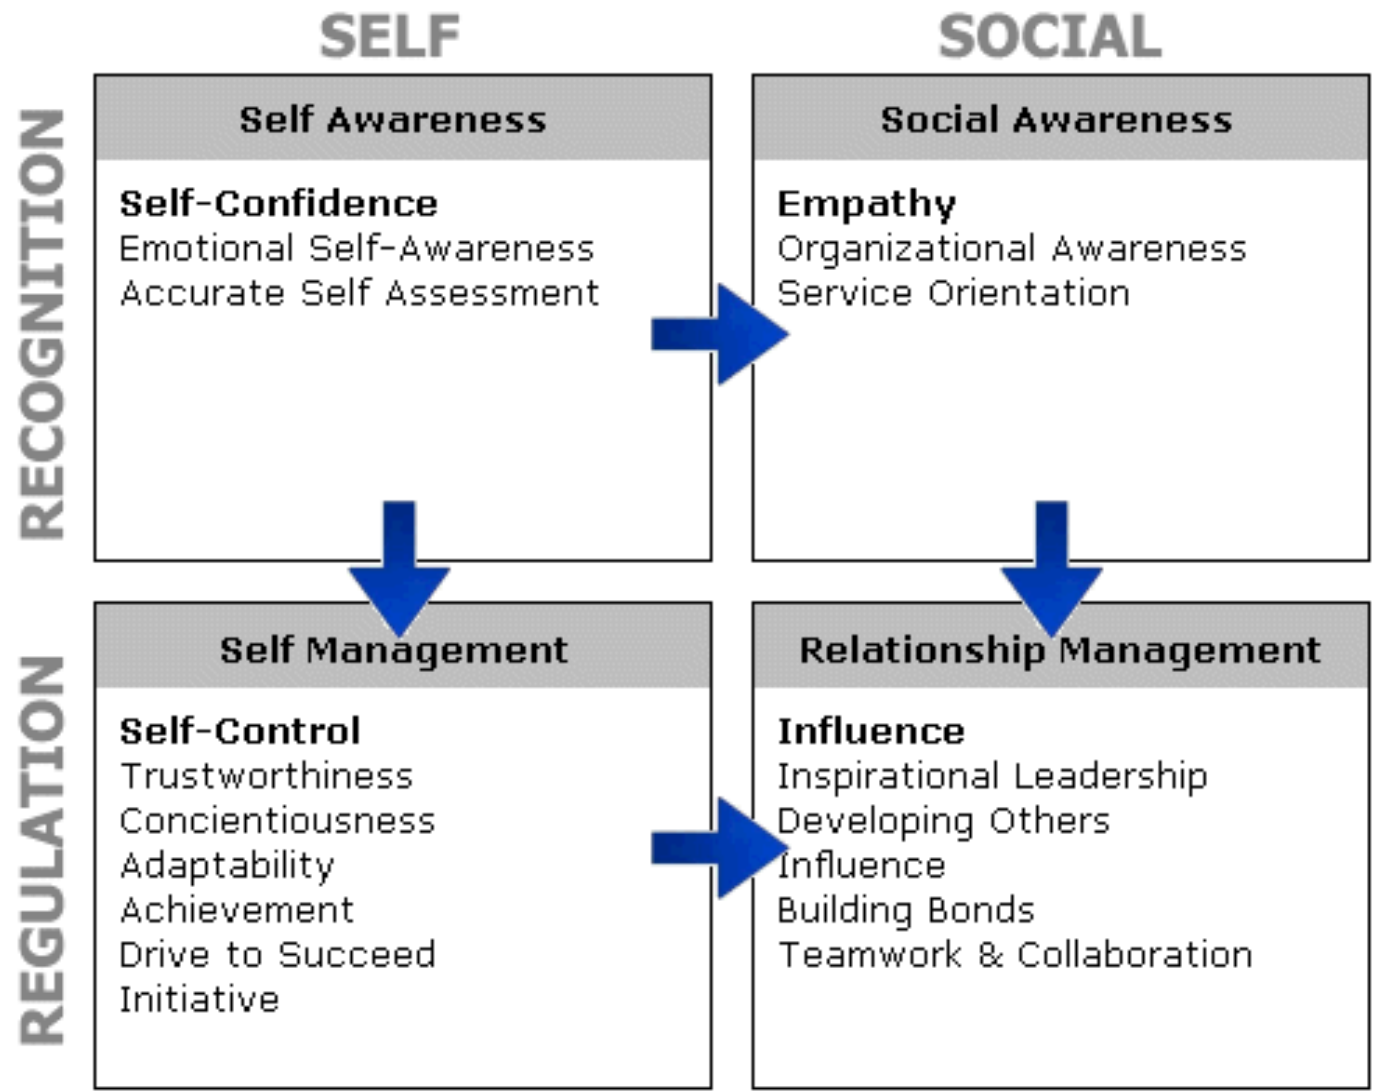 SELF
SOCIAL
RECOGNITION
Self Awareness
Self-Confidence
Emotional Self-Awareness
Accurate Self Assessment
Social Awareness
Empathy
Organizational Awareness
Service Orientation
REGULATION
Self Management
Self-Control
Trustworthiness
Concientiousness
Adaptability
Achievement
Drive to Succeed
Initiative
Relationship Management
Influence
Inspirational Leadership
Developing Others
Influence
Building Bonds
Teamwork & Collaboration